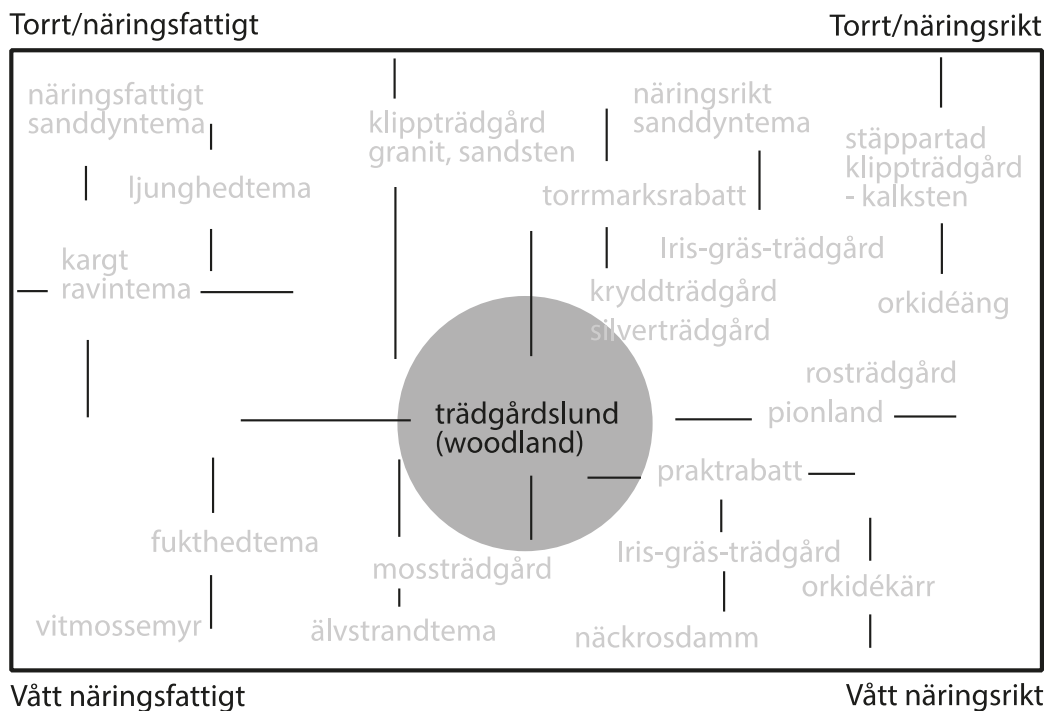 Torrt/näringsfattigt
Torrt/näringsrikt
näringsfattigt
sanddyntema
klippträdgård
granit, sandsten
näringsrikt
sanddyntema
stäppartad
klippträdgård
- kalksten
ljunghedtema
torrmarksrabatt
kargt
ravintema
Iris-gräs-trädgård
kryddträdgård
silverträdgård
orkidéäng
rosträdgård
pionland
trädgårdslund
(woodland)
praktrabatt
fukthedtema
mossträdgård
Iris-gräs-trädgård
orkidékärr
vitmossemyr
älvstrandtema
näckrosdamm
Vått näringsfattigt
Vått näringsrikt